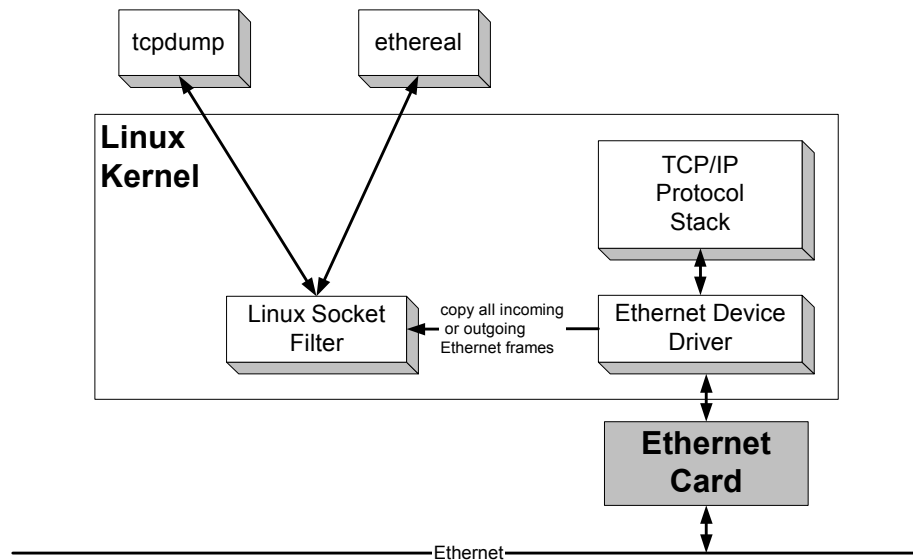 tcpdump
ethereal
Linux
Kernel
TCP/IP
Protocol
Stack
Linux Socket
Filter
copy all incoming
or outgoing
Ethernet frames
Ethernet Device
Driver
Ethernet
Card
Ethernet